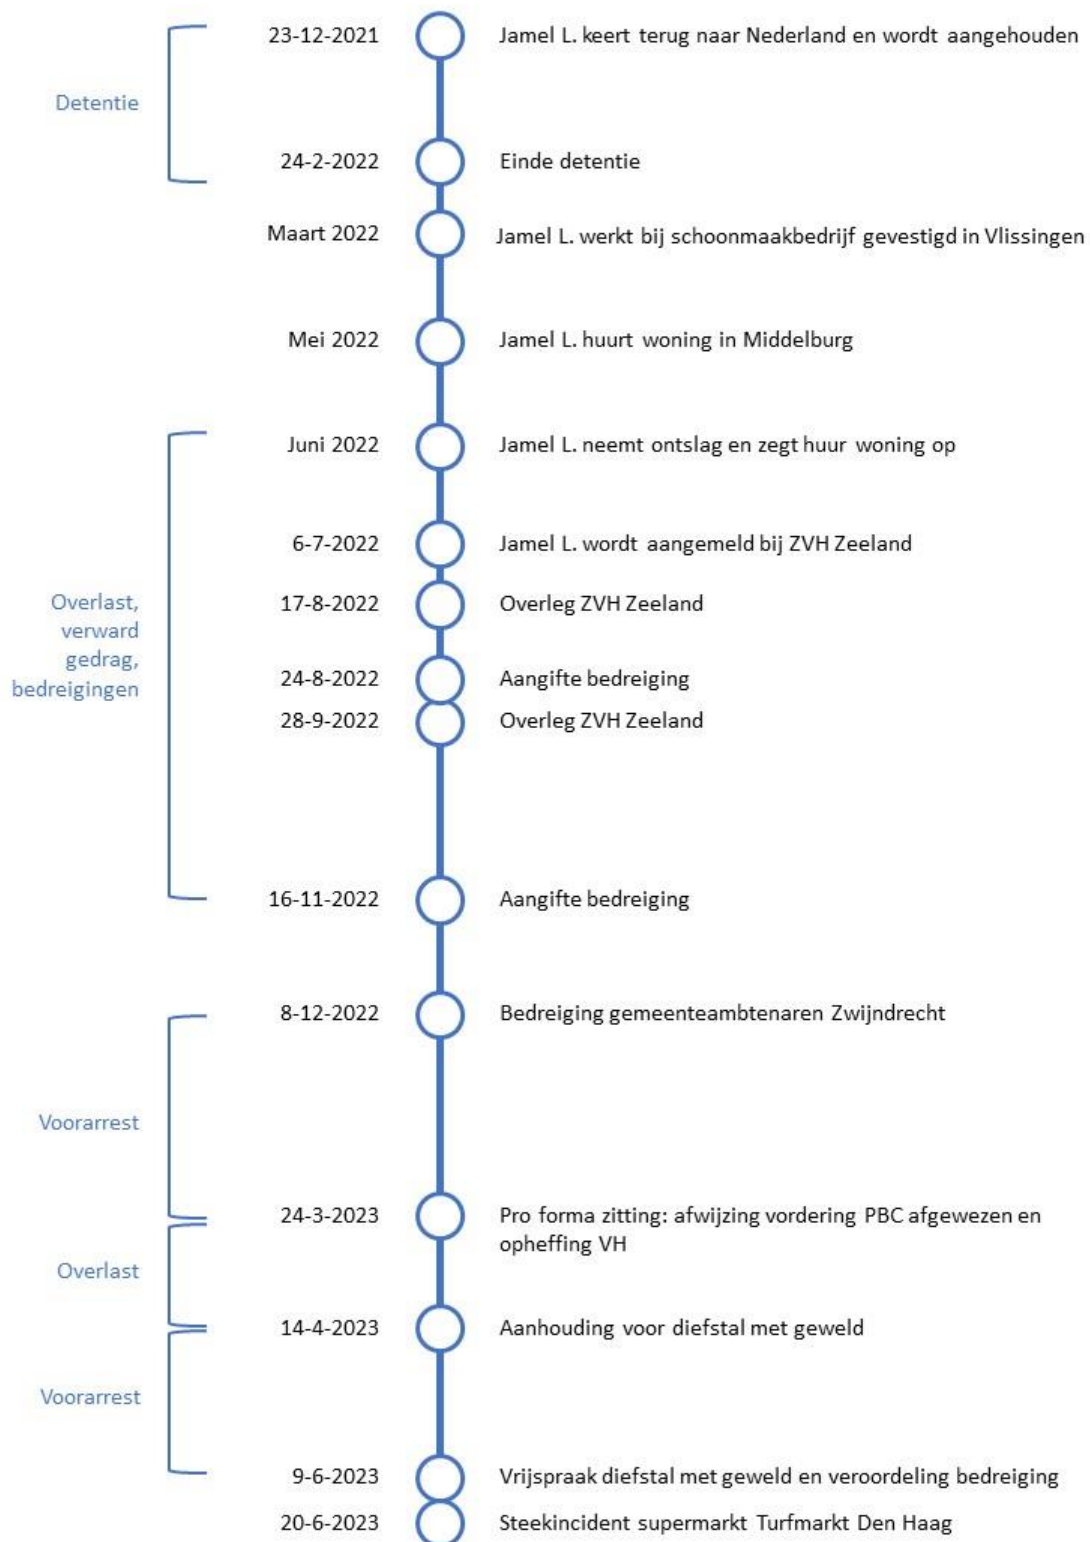 23-12-2021 Jamel L. keert terug naar Nederland en wordt aangehouden
Detentie
24-2-2022 Einde detentie
Maart 2022 Jamel L. werkt bij schoonmaakbedrijf gevestigd in Vlissingen
Mei 2022 Jamel L. huurt woning in Middelburg
Juni 2022 Jamel L. neemt ontslag en zegt huur woning op
6-7-2022 Jamel L. wordt aangemeld bij ZVH Zeeland
Overlast,
verward
gedrag,
bedreigingen
17-8-2022 Overleg ZVH Zeeland
24-8-2022 Aangifte bedreiging
28-9-2022 Overleg ZVH Zeeland
16-11-2022 Aangifte bedreiging
8-12-2022 Bedreiging gemeenteambtenaren Zwijndrecht
Voorarrest
24-3-2023 Pro forma zitting: afwijzing vordering PBC afgewezen en
opheffing VH
Overlast
14-4-2023 Aanhouding voor diefstal met geweld
Voorarrest
9-6-2023 Vrijspraak diefstal met geweld en veroordeling bedreiging
20-6-2023 Steekincident supermarkt Turfmarkt Den Haag